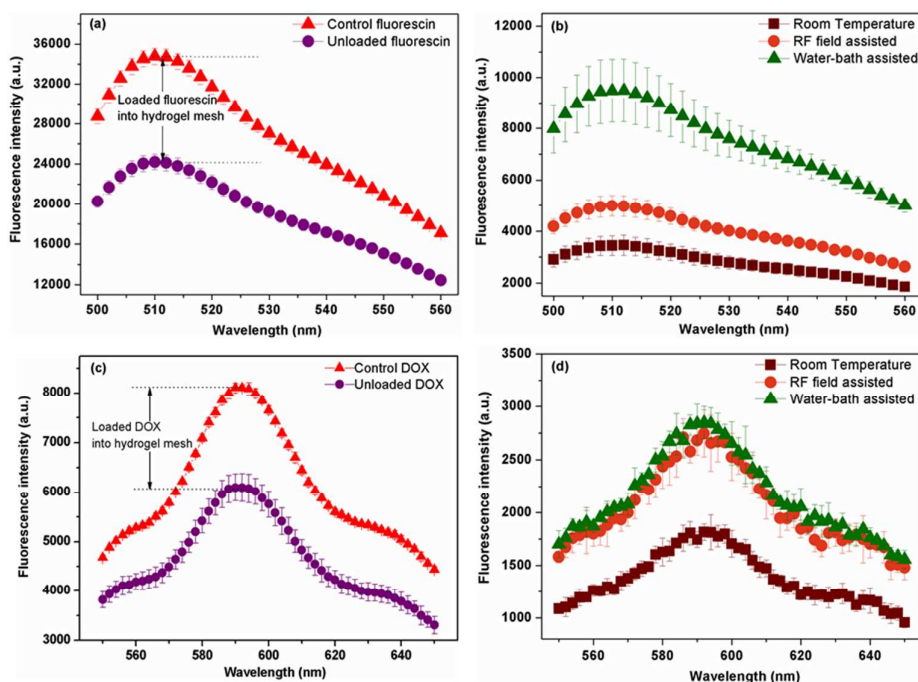 (a)
Control fluorescin
Unloaded fluorescin
Loaded fluorescin
into hydrogel mesh
Fluorescence intensity (a.u.)
36000
32000
28000
24000
20000
16000
12000
500 510 520 530 540 550 560
Wavelength (nm)
(b)
Room Temperature
RF field assisted
Water-bath assisted
Fluorescence intensity (a.u.)
12000
10000
8000
6000
4000
2000
500 510 520 530 540 550 560
Wavelength (nm)
(c)
Control DOX
Unloaded DOX
Loaded DOX
into hydrogel mesh
Fluorescence intensity (a.u.)
8000
7000
6000
5000
4000
3000
560 580 600 620 640
Wavelength (nm)
(d)
Room Temperature
RF field assisted
Water-bath assisted
Fluorescence intensity (a.u.)
3500
3000
2500
2000
1500
1000
560 580 600 620 640
Wavelength (nm)